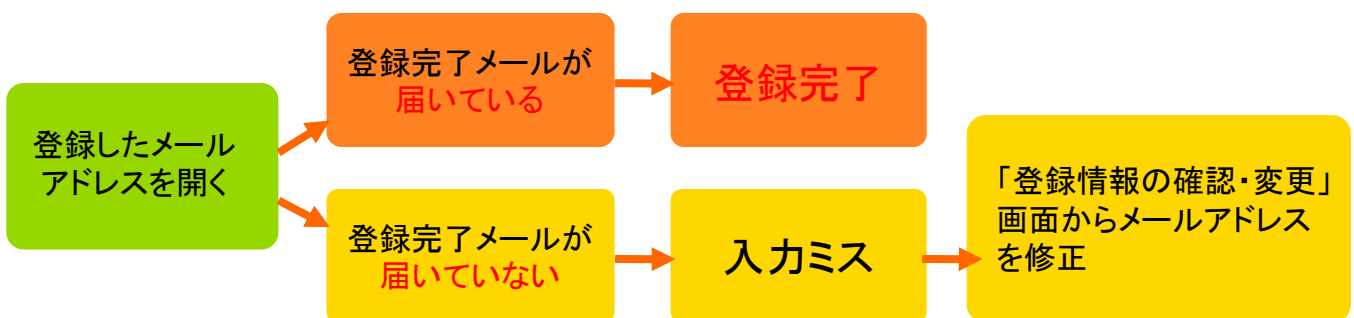 登録したメール
アドレスを開く
登録完了メールが
届いている
登録完了
登録完了メールが
届いていない
入力ミス
「登録情報の確認・変更」
画面からメールアドレス
を修正